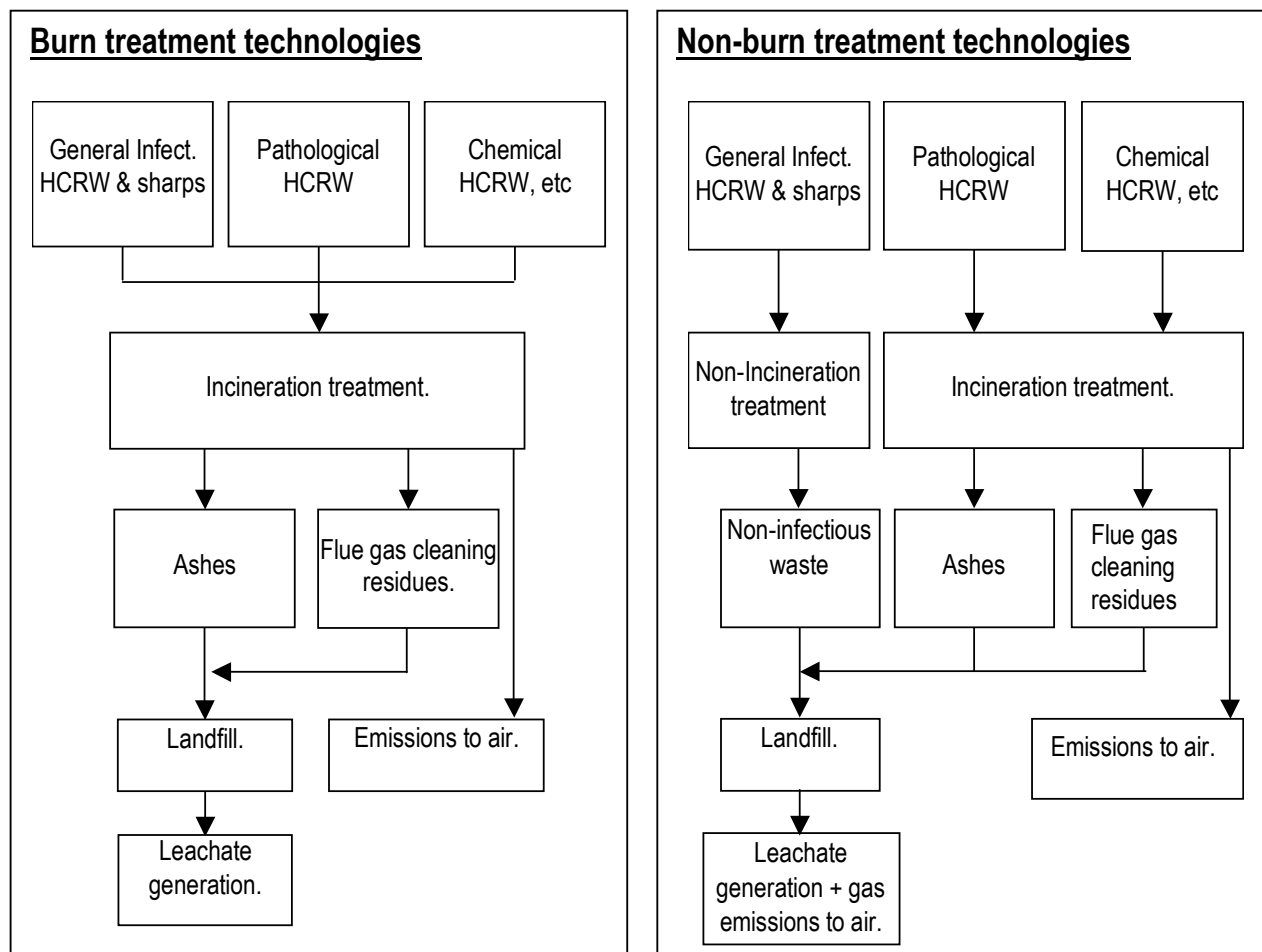 Burn treatment technologies
General Infect.
HCRW & sharps
Pathological
HCRW
Chemical
HCRW, etc
Incineration treatment.
Ashes
Flue gas cleaning
residues.
Landfill.
Emissions to air.
Leachate
generation.
Non-burn treatment technologies
General Infect.
HCRW & sharps
Pathological
HCRW
Chemical
HCRW, etc
Non-Incineration
treatment
Incineration treatment.
Non-infectious
waste
Ashes
Flue gas
cleaning
residues
Landfill.
Emissions to air.
Leachate
generation + gas
emissions to air.